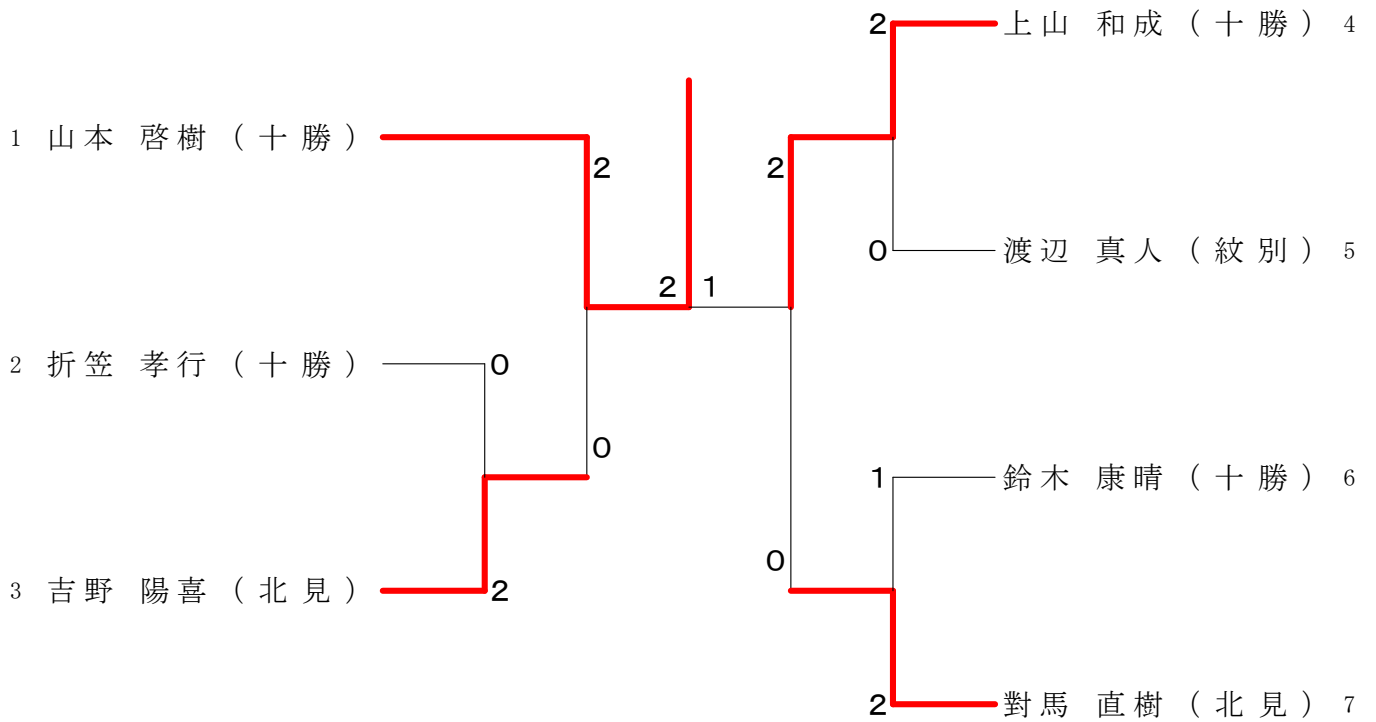 2 上山 和成 (十勝) 4
1 山本 啓樹 (十勝)
2 2
0 渡辺 真人 (紋別) 5
2 1
2 折笠 孝行 (十勝) 0
0
1 鈴木 康晴 (十勝) 6
0
3 吉野 陽喜 (北見) 2
2 對馬 直樹 (北見) 7